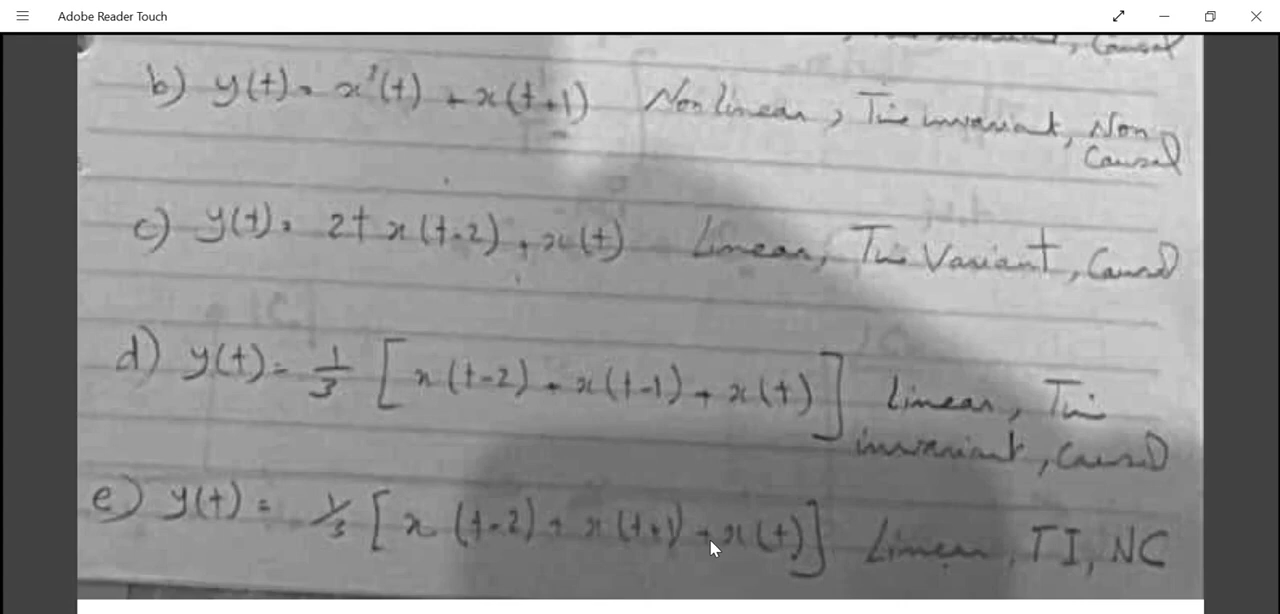 Adobe Reader Touch
Causal
b) y(t) = x²(t) + x(t+1) Non linear, Time invariant, Non
Causal
c) y(t) = 2t x(t-2) + x(t) Linear, Time Variant, Causal
d) y(t) = 1/3 [x(t-2) + x(t-1) + x(t)] Linear, Time
invariant, Causal
e) y(t) = 1/3 [x(t-2) + x(t+1) + x(t)] Linear, TI, NC